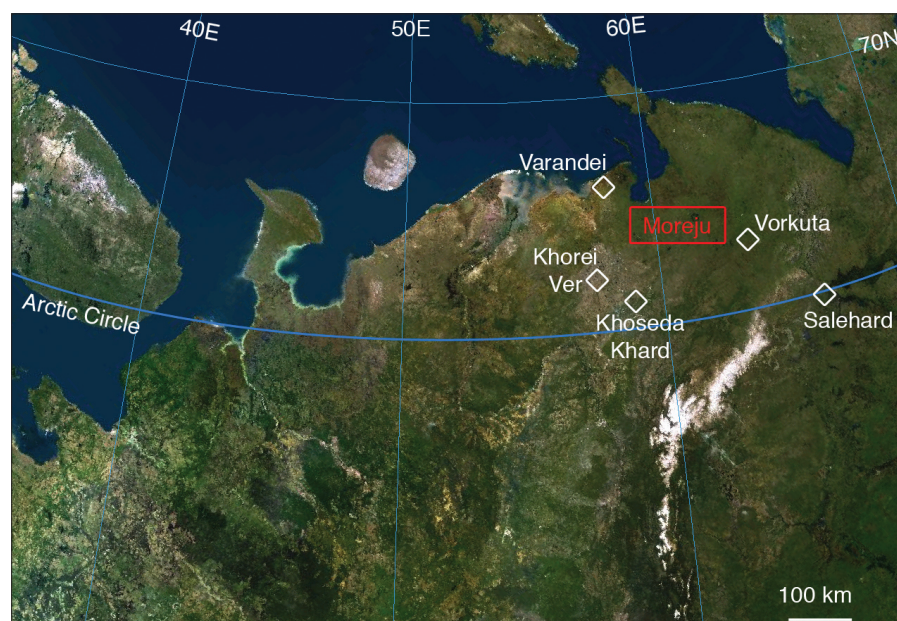 40E
50E
60E
70N
Varandei
Moreju
Vorkuta
Khorei
Ver
Arctic Circle
Khoseda
Khard
Salehard
100 km